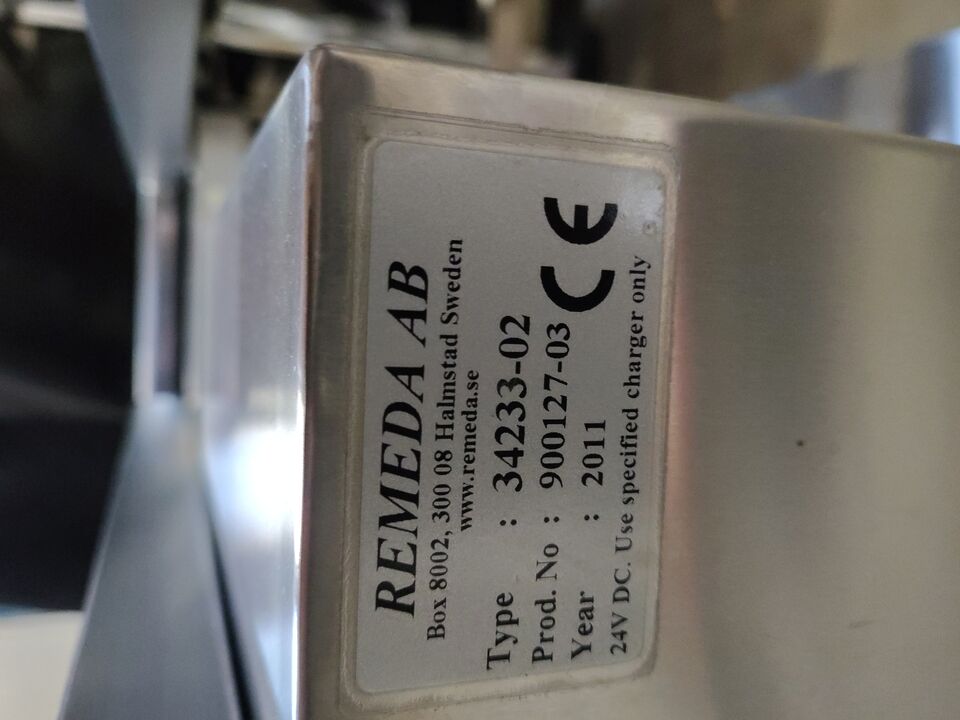 REMEDA AB
Box 8002, 300 08 Halmstad Sweden
www.remeda.se
Type : 34233-02
Prod. No : 900127-03
Year : 2011
CE
24V DC. Use specified charger only